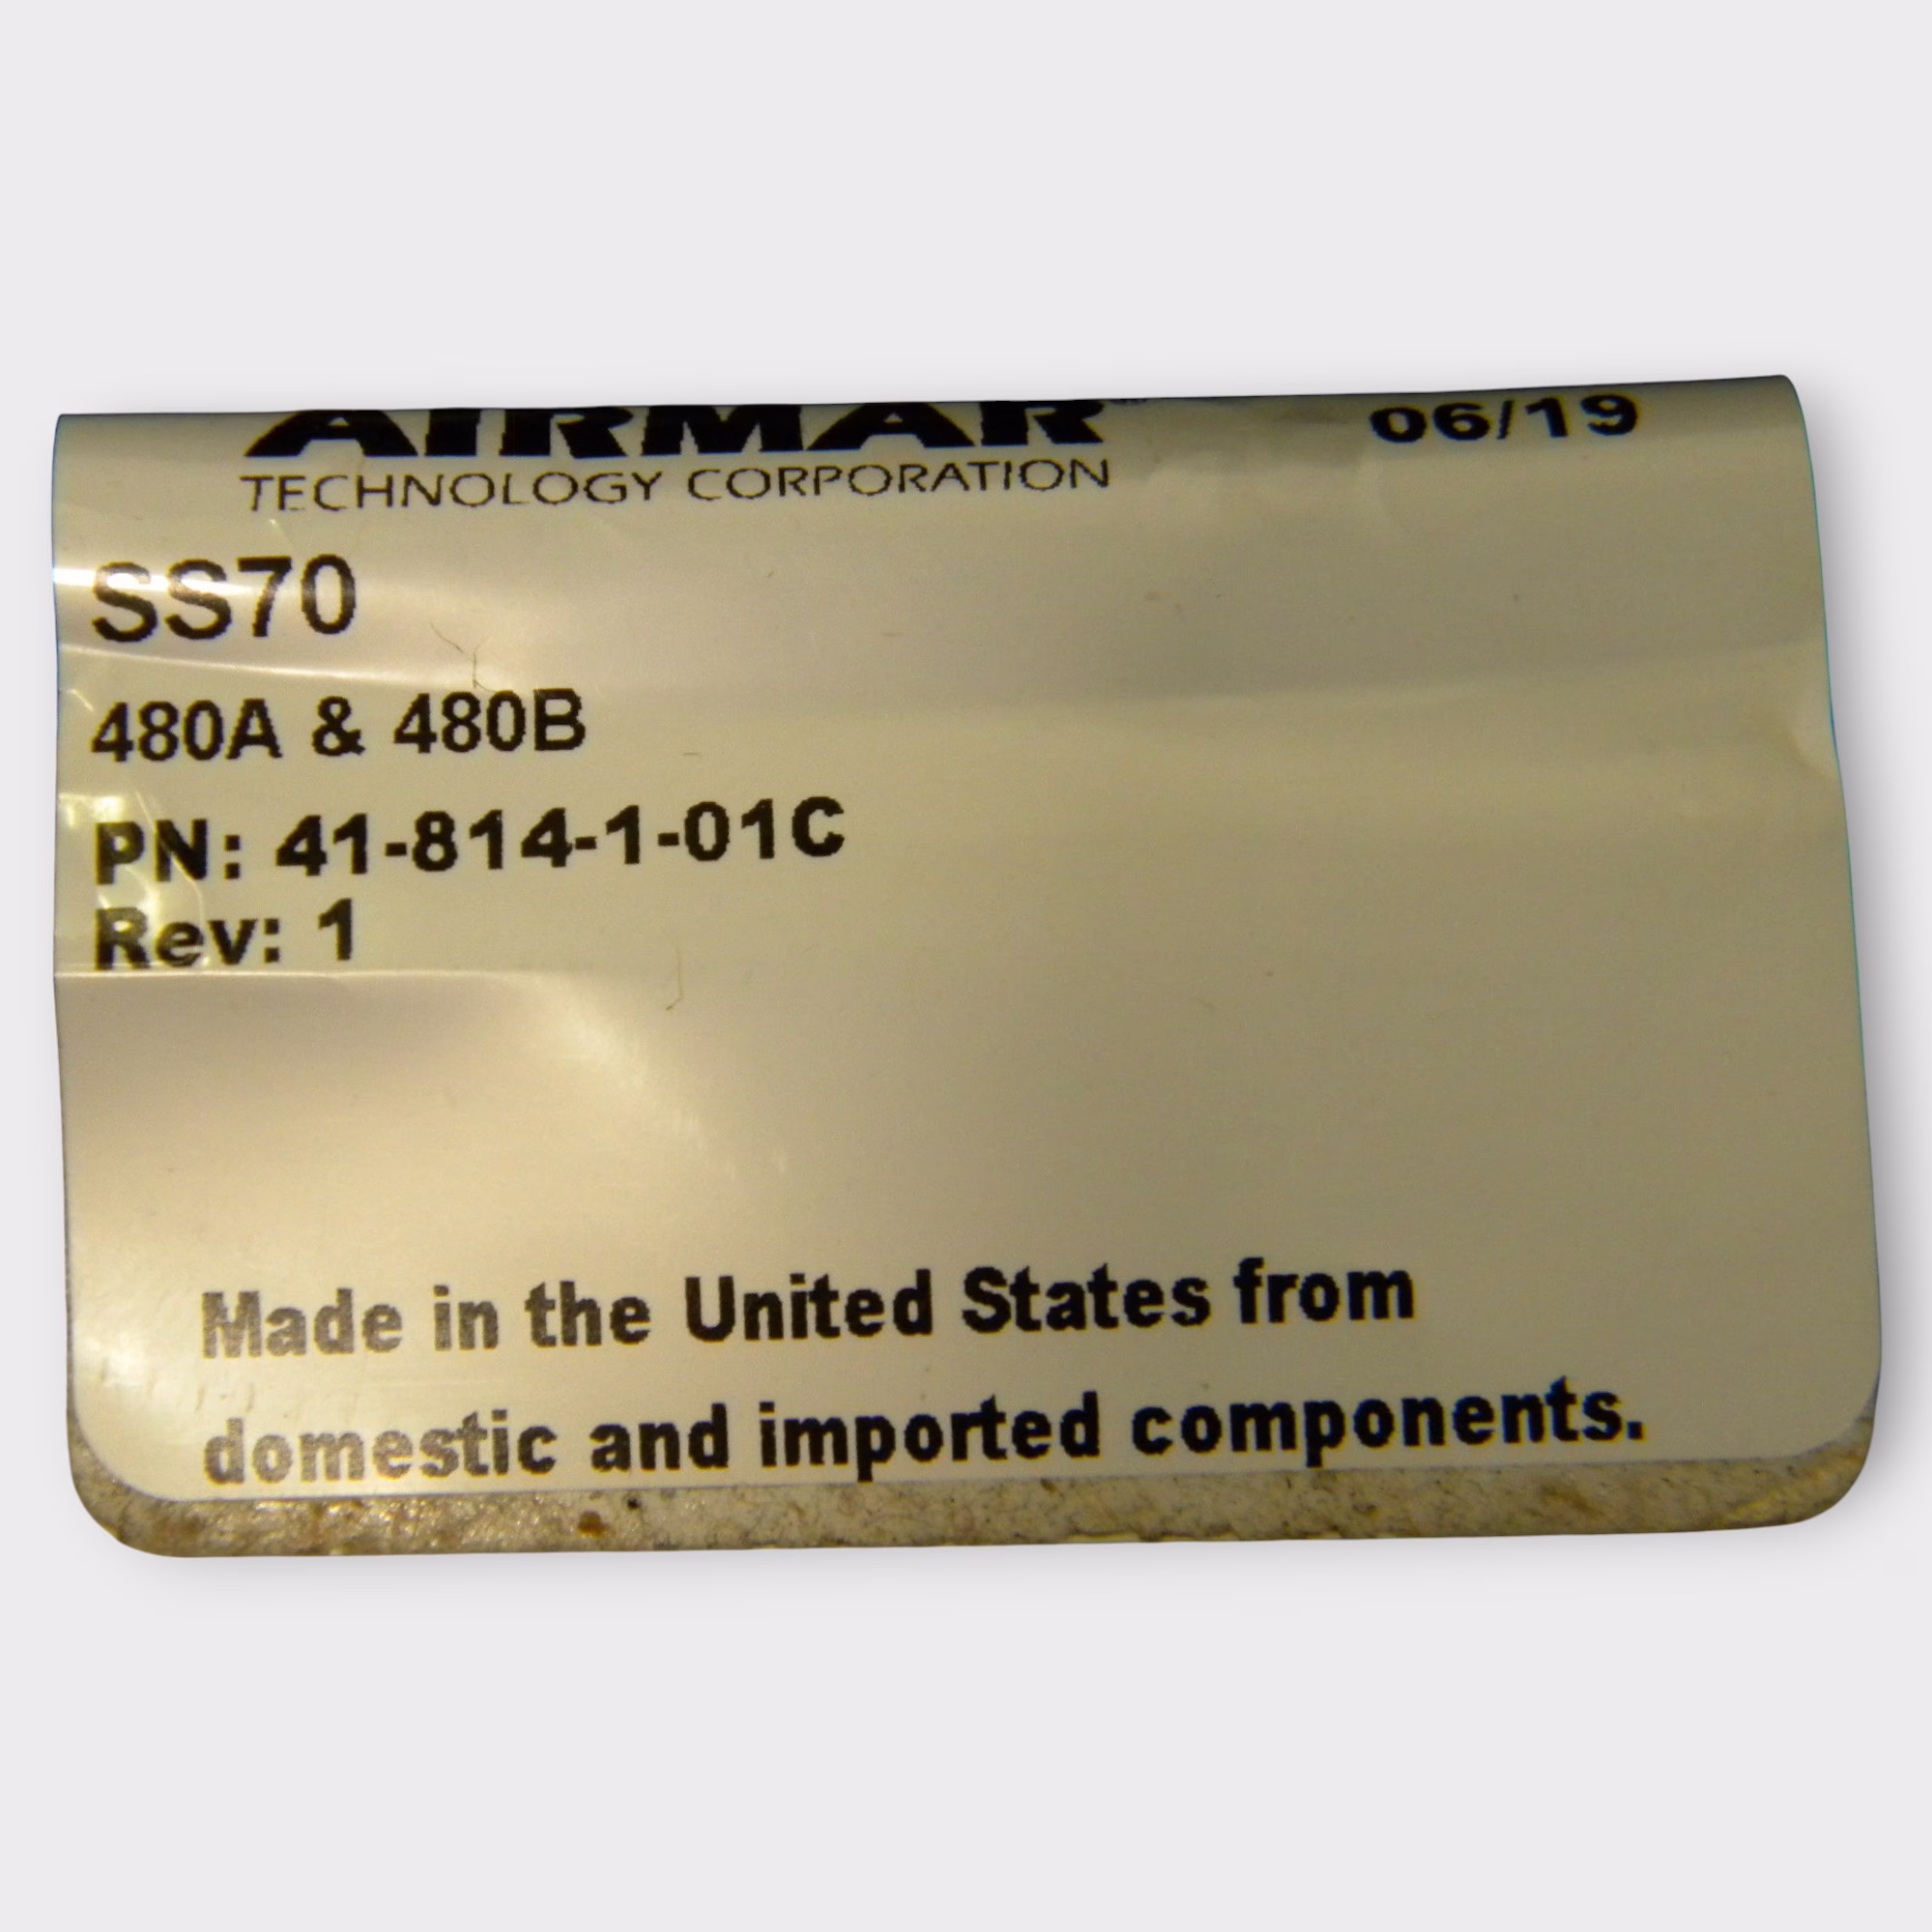 AIRMAR 06/19
TECHNOLOGY CORPORATION
SS70
480A & 480B
PN: 41-814-1-01C
Rev: 1
Made in the United States from
domestic and imported components.